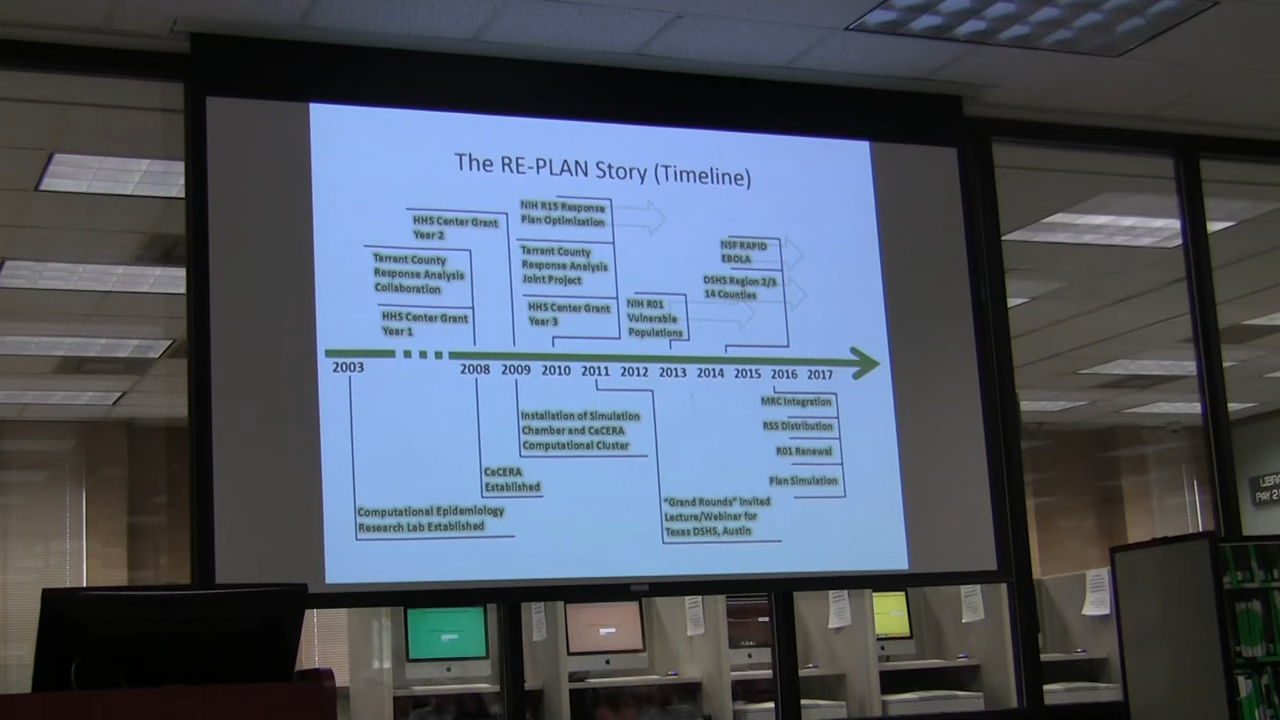 The RE-PLAN Story (Timeline)
HHS Center Grant
Year 2
Tarrant County
Response Analysis
Collaboration
HHS Center Grant
Year 1
NIH R15 Response
Plan Optimization
Tarrant County
Response Analysis
Joint Project
HHS Center Grant
Year 3
NIH R01
Vulnerable
Populations
NSF RAPID
EBOLA
DSHS Region 2/3
14 Counties
2003 2008 2009 2010 2011 2012 2013 2014 2015 2016 2017
Computational Epidemiology
Research Lab Established
CeCERA
Established
Installation of Simulation
Chamber and CeCERA
Computational Cluster
"Grand Rounds" Invited
Lecture/Webinar for
Texas DSHS, Austin
MRC Integration
RSS Distribution
R01 Renewal
Plan Simulation
PAY 2